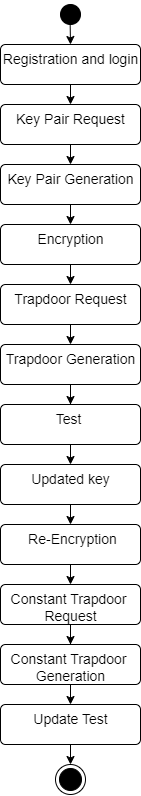 Registration and login
Key Pair Request
Key Pair Generation
Encryption
Trapdoor Request
Trapdoor Generation
Test
Updated key
Re-Encryption
Constant Trapdoor
Request
Constant Trapdoor
Generation
Update Test